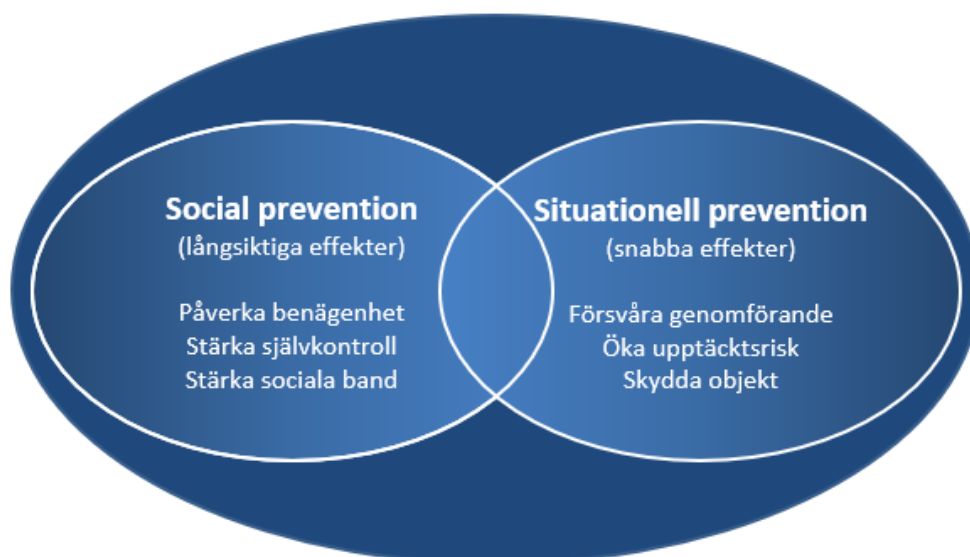 Social prevention
(långsiktiga effekter)
Påverka benägenhet
Stärka självkontroll
Stärka sociala band
Situationell prevention
(snabba effekter)
Försvåra genomförande
Öka upptäcktsrisk
Skydda objekt